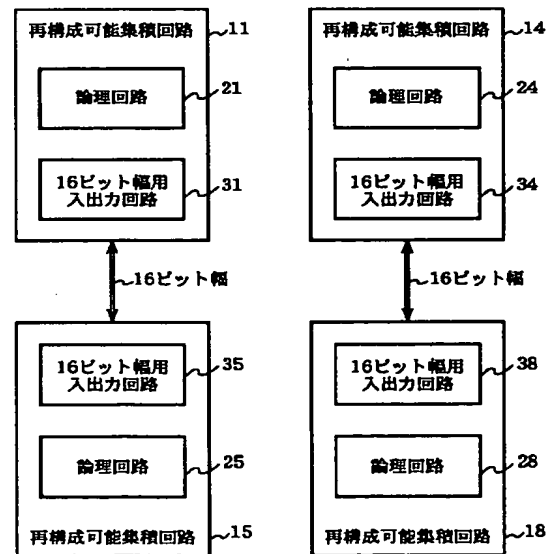 再構成可能集積回路 11
論理回路 21
16ビット幅用
入出力回路 31
16ビット幅
16ビット幅用
入出力回路 35
論理回路 25
再構成可能集積回路 15
再構成可能集積回路 14
論理回路 24
16ビット幅用
入出力回路 34
16ビット幅
16ビット幅用
入出力回路 38
論理回路 28
再構成可能集積回路 18